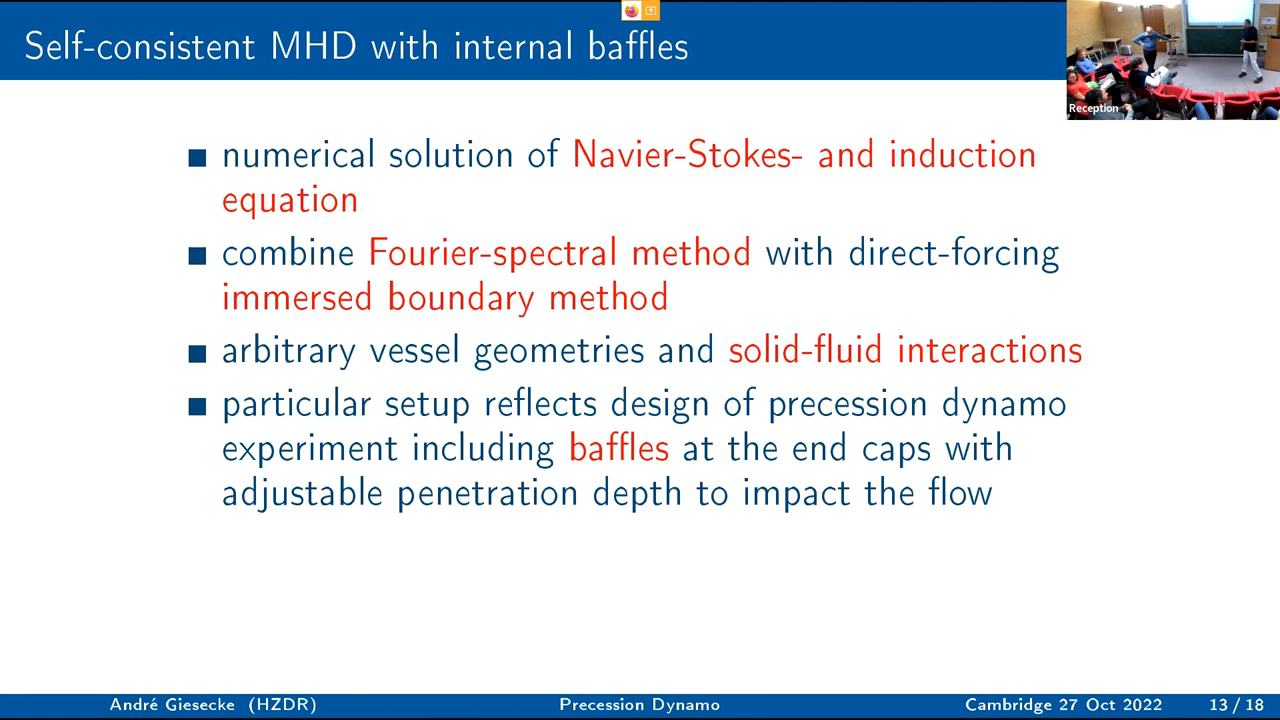 Self-consistent MHD with internal baffles
Reception
■ numerical solution of Navier-Stokes- and induction
equation
■ combine Fourier-spectral method with direct-forcing
immersed boundary method
■ arbitrary vessel geometries and solid-fluid interactions
■ particular setup reflects design of precession dynamo
experiment including baffles at the end caps with
adjustable penetration depth to impact the flow
André Giesecke (HZDR) Precession Dynamo Cambridge 27 Oct 2022 13 / 18